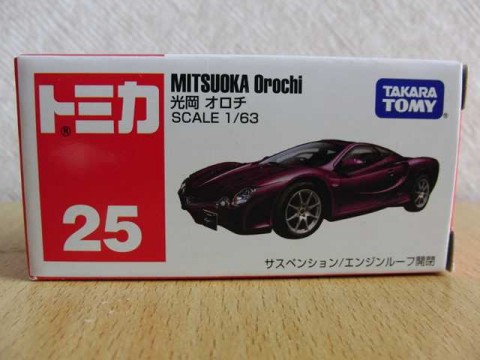 トミカ
®
25
MITSUOKA Orochi
光岡 オロチ
SCALE 1/63
TAKARA
TOMY
®
サスペンション/エンジンルーフ開閉